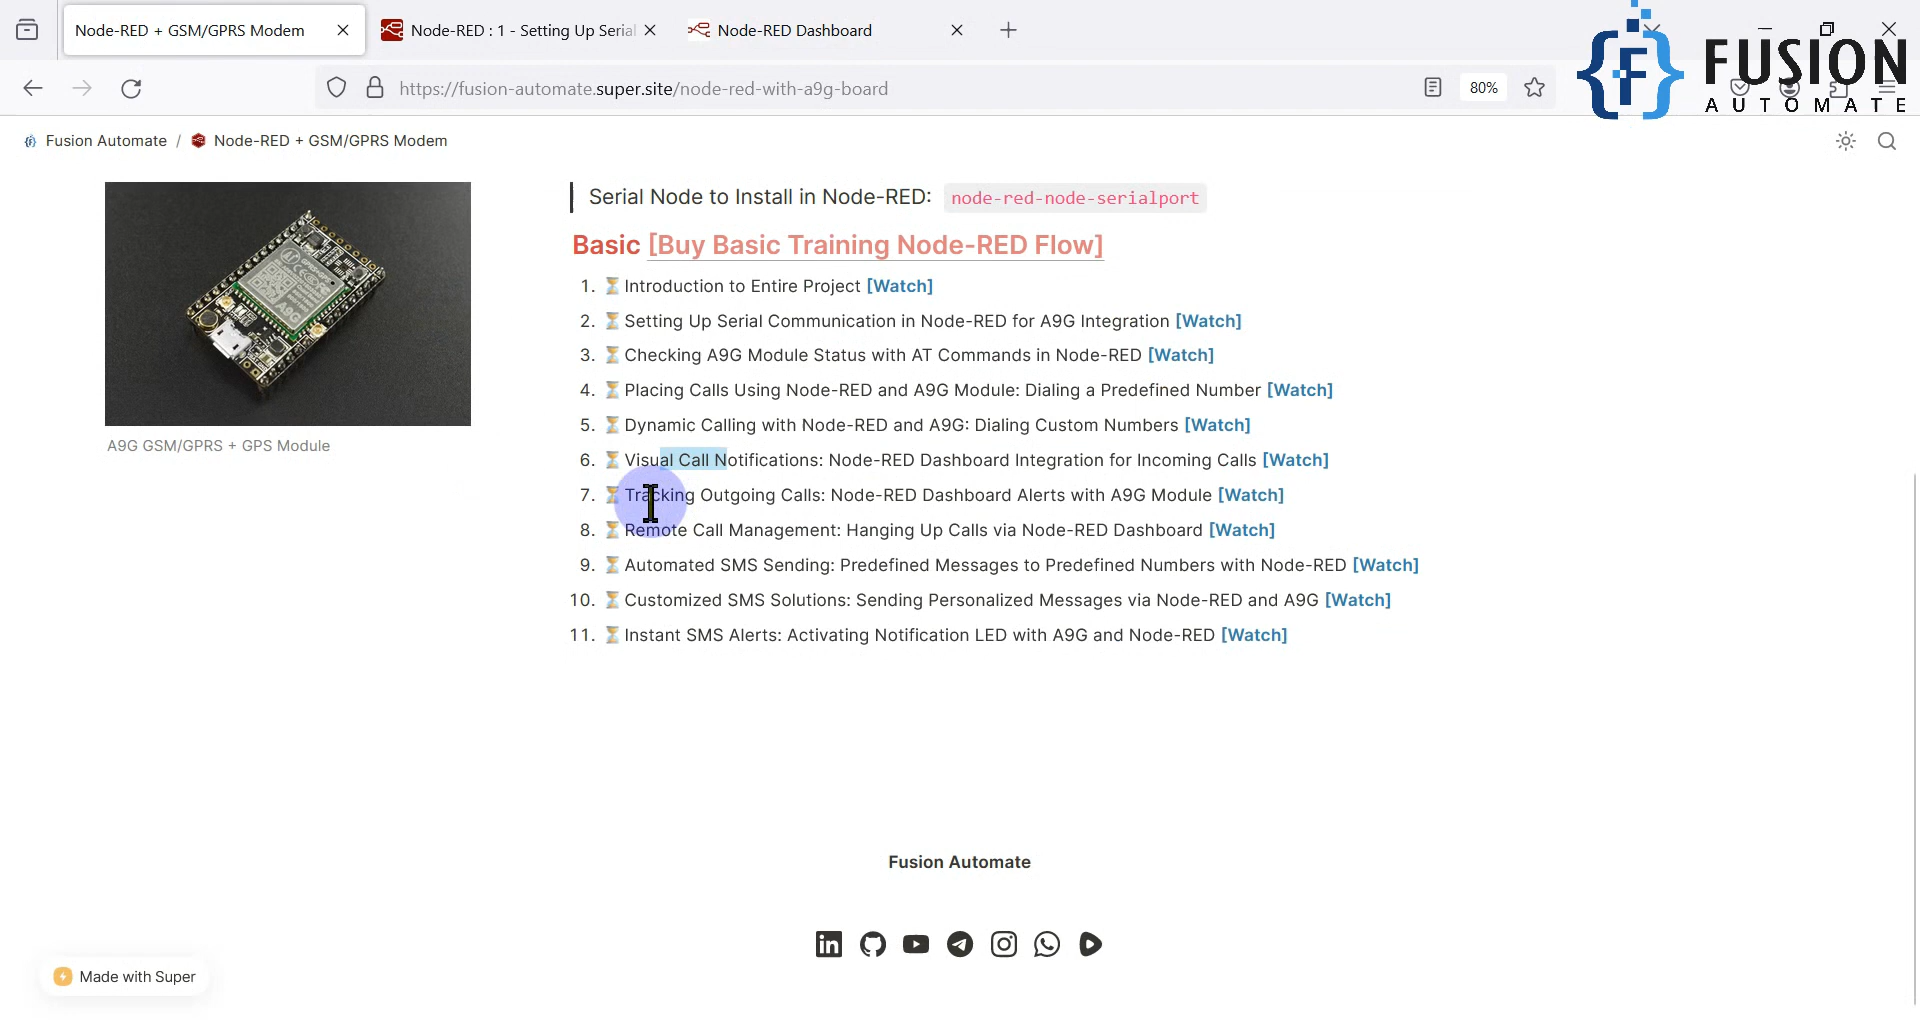 Node-RED + GSM/GPRS Modem
Node-RED : 1 - Setting Up Serial
Node-RED Dashboard
https://fusion-automate.super.site/node-red-with-a9g-board
80%
FUSION
AUTOMATE
Fusion Automate / Node-RED + GSM/GPRS Modem
Serial Node to Install in Node-RED: node-red-node-serialport
Basic [Buy Basic Training Node-RED Flow]
1. Introduction to Entire Project [Watch]
2. Setting Up Serial Communication in Node-RED for A9G Integration [Watch]
3. Checking A9G Module Status with AT Commands in Node-RED [Watch]
4. Placing Calls Using Node-RED and A9G Module: Dialing a Predefined Number [Watch]
5. Dynamic Calling with Node-RED and A9G: Dialing Custom Numbers [Watch]
6. Visual Call Notifications: Node-RED Dashboard Integration for Incoming Calls [Watch]
7. Tracking Outgoing Calls: Node-RED Dashboard Alerts with A9G Module [Watch]
8. Remote Call Management: Hanging Up Calls via Node-RED Dashboard [Watch]
9. Automated SMS Sending: Predefined Messages to Predefined Numbers with Node-RED [Watch]
10. Customized SMS Solutions: Sending Personalized Messages via Node-RED and A9G [Watch]
11. Instant SMS Alerts: Activating Notification LED with A9G and Node-RED [Watch]
A9G
A9G GSM/GPRS + GPS Module
Fusion Automate
Made with Super